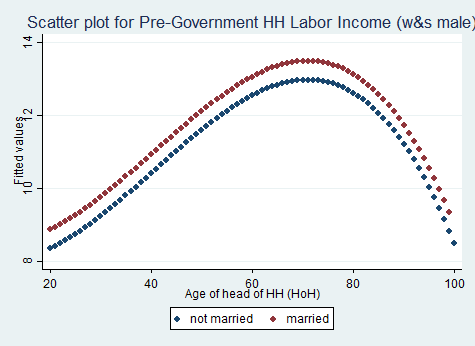 Scatter plot for Pre-Government HH Labor Income (w&s male)
14
12
10
8
Fitted values
20 40 60 80 100
Age of head of HH (HoH)
not married married